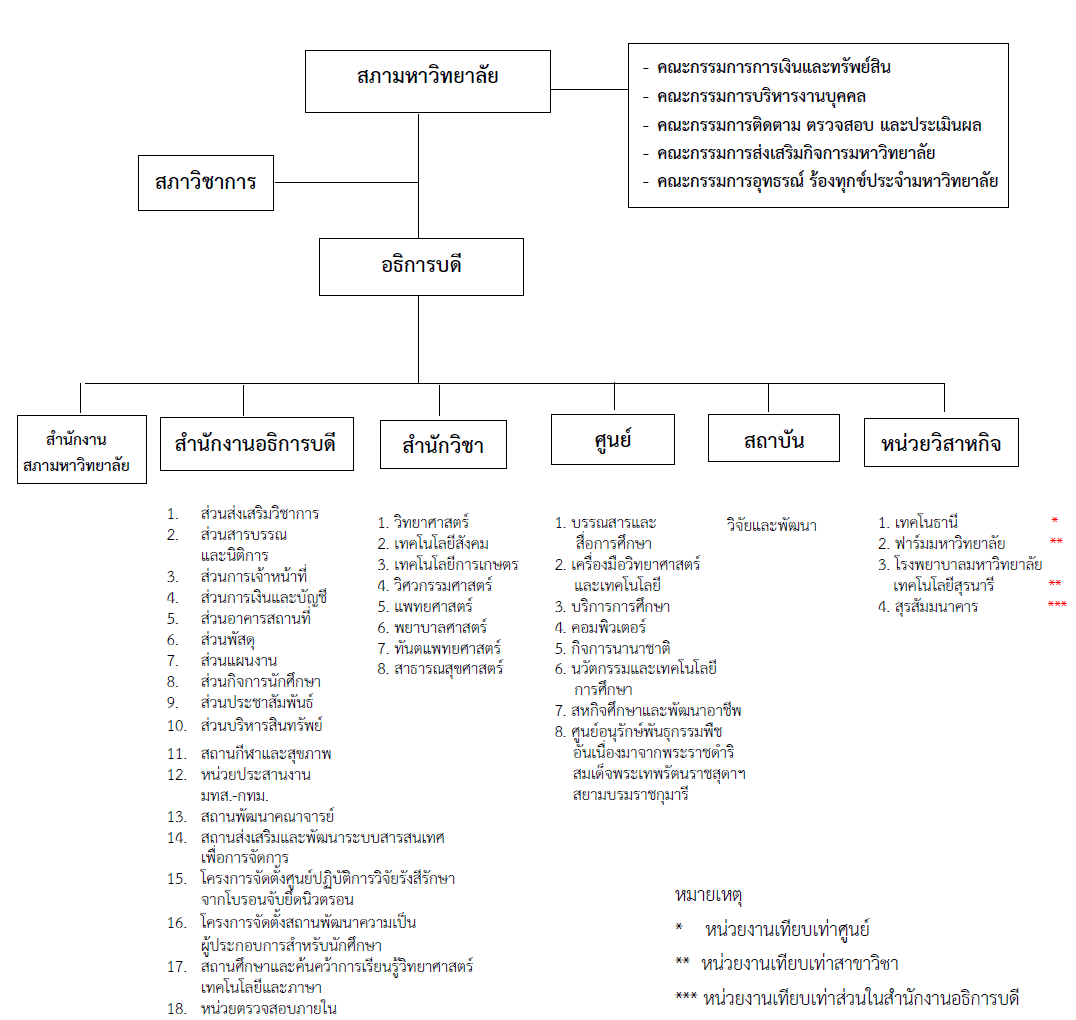 สภามหาวิทยาลัย
- คณะกรรมการการเงินและทรัพย์สิน
- คณะกรรมการบริหารงานบุคคล
- คณะกรรมการติดตาม ตรวจสอบ และประเมินผล
- คณะกรรมการส่งเสริมกิจการมหาวิทยาลัย
- คณะกรรมการอุทธรณ์ ร้องทุกข์ประจำมหาวิทยาลัย
สภาวิชาการ
อธิการบดี
สำนักงาน
สภามหาวิทยาลัย
สำนักงานอธิการบดี
1. ส่วนส่งเสริมวิชาการ
2. ส่วนสารบรรณ
และนิติการ
3. ส่วนการเจ้าหน้าที่
4. ส่วนการเงินและบัญชี
5. ส่วนอาคารสถานที่
6. ส่วนพัสดุ
7. ส่วนแผนงาน
8. ส่วนกิจการนักศึกษา
9. ส่วนประชาสัมพันธ์
10. ส่วนบริหารสินทรัพย์
11. สถานกีฬาและสุขภาพ
12. หน่วยประสานงาน
มทส.-กทม.
13. สถานพัฒนาคณาจารย์
14. สถานส่งเสริมและพัฒนาระบบสารสนเทศ
เพื่อการจัดการ
15. โครงการจัดตั้งศูนย์ปฏิบัติการวิจัยรังสีรักษา
จากโบรอนจับยึดนิวตรอน
16. โครงการจัดตั้งสถานพัฒนาความเป็น
ผู้ประกอบการสำหรับนักศึกษา
17. สถานศึกษาและค้นคว้าการเรียนรู้วิทยาศาสตร์
เทคโนโลยีและภาษา
18. หน่วยตรวจสอบภายใน
สำนักวิชา
1. วิทยาศาสตร์
2. เทคโนโลยีสังคม
3. เทคโนโลยีการเกษตร
4. วิศวกรรมศาสตร์
5. แพทยศาสตร์
6. พยาบาลศาสตร์
7. ทันตแพทยศาสตร์
8. สาธารณสุขศาสตร์
ศูนย์
1. บรรณสารและ
สื่อการศึกษา
2. เครื่องมือวิทยาศาสตร์
และเทคโนโลยี
3. บริการการศึกษา
4. คอมพิวเตอร์
5. กิจการนานาชาติ
6. นวัตกรรมและเทคโนโลยี
การศึกษา
7. สหกิจศึกษาและพัฒนาอาชีพ
8. ศูนย์อนุรักษ์พันธุกรรมพืช
อันเนื่องมาจากพระราชดำริ
สมเด็จพระเทพรัตนราชสุดาฯ
สยามบรมราชกุมารี
สถาบัน
วิจัยและพัฒนา
หน่วยวิสาหกิจ
1. เทคโนธานี *
2. ฟาร์มมหาวิทยาลัย **
3. โรงพยาบาลมหาวิทยาลัย
เทคโนโลยีสุรนารี **
4. สุรสัมมนาคาร ***
หมายเหตุ
* หน่วยงานเทียบเท่าศูนย์
** หน่วยงานเทียบเท่าสาขาวิชา
*** หน่วยงานเทียบเท่าส่วนในสำนักงานอธิการบดี